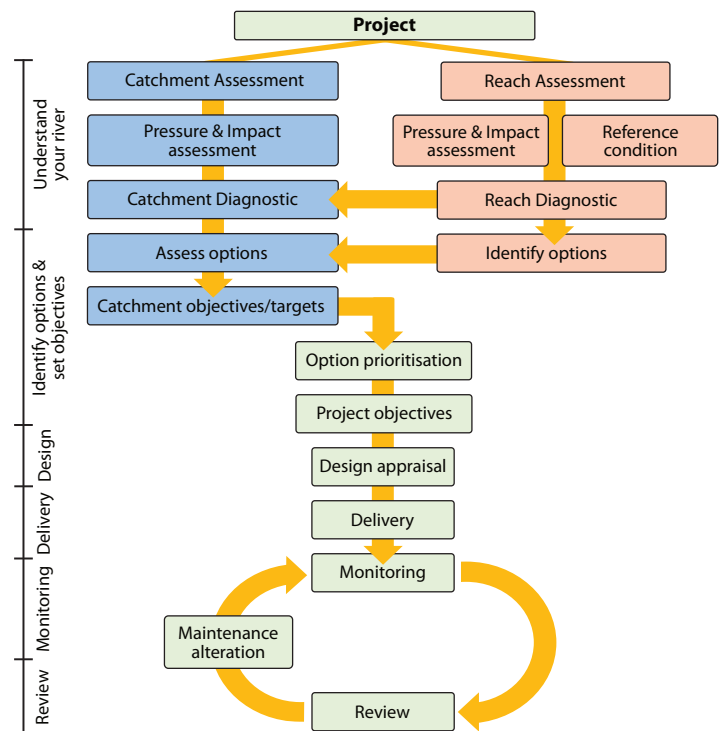 Project
Understand
your river
Catchment Assessment
Reach Assessment
Pressure & Impact
assessment
Pressure & Impact
assessment
Reference
condition
Catchment Diagnostic
Reach Diagnostic
Identify options &
set objectives
Assess options
Identify options
Catchment objectives/targets
Option prioritisation
Project objectives
Design
Design appraisal
Delivery
Delivery
Monitoring
Monitoring
Maintenance
alteration
Review
Review